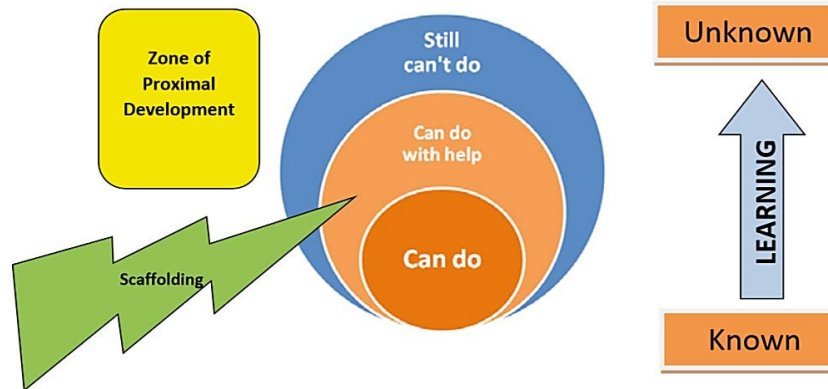 Zone of
Proximal
Development
Scaffolding
Still
can't do
Can do
with help
Can do
Unknown
LEARNING
Known